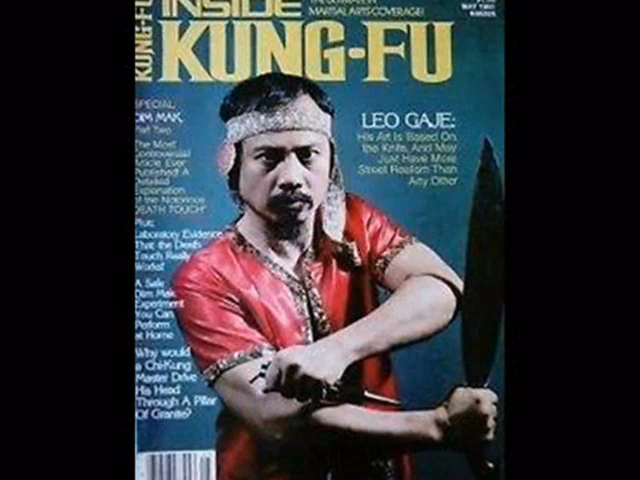 INSIDE
MARTIAL ARTS COVERAGE!
KUNG-FU
KUNG-FU
SPECIAL
DIM MAK,
Part Two
The Most
Controversial
Article Ever
Published! A
Detailed
Explanation
of the Notorious
"DEATH TOUCH"
Plus:
Laboratory Evidence
That the Death
Touch Really
Works!
A Safe
Dim Mak
Experiment
You Can
Perform
at Home
Why would
a Chi-Kung
Master Drive
His Head
Through A Pillar
Of Granite?
LEO GAJE:
His Art Is Based On
the Knife, And May
Just Have More
Street Realism Than
Any Other